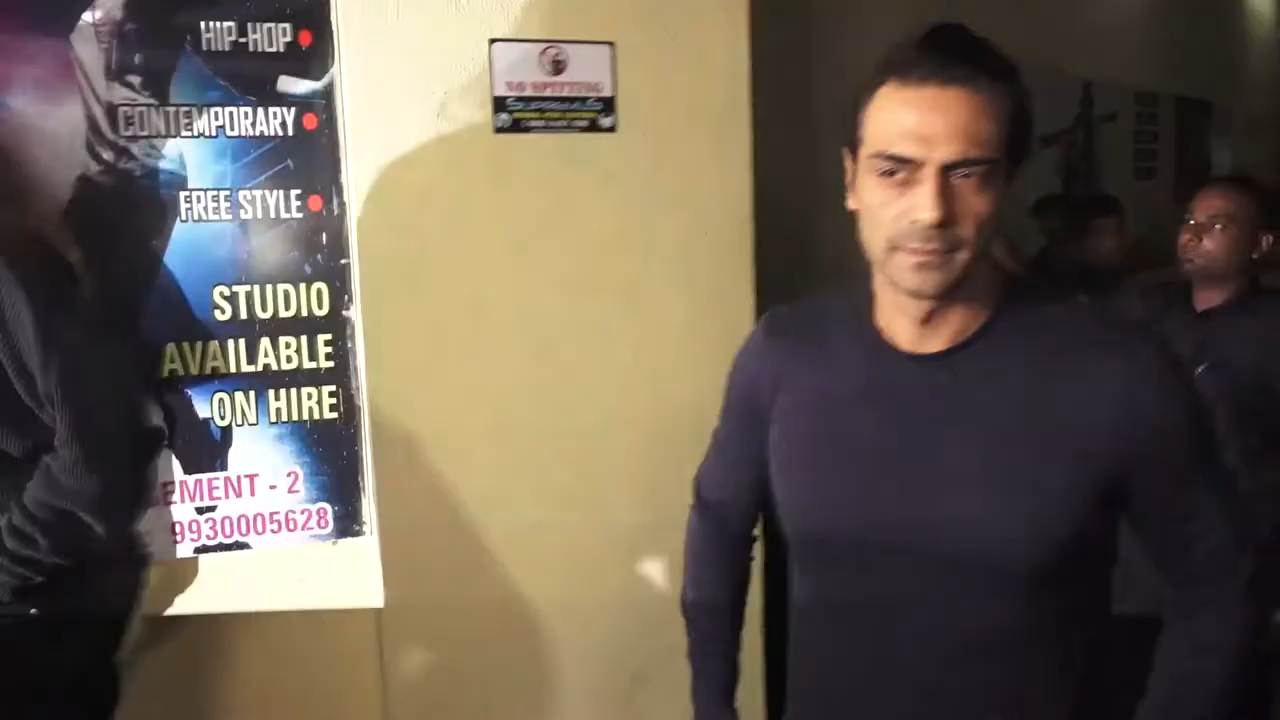 HIP-HOP
CONTEMPORARY
FREE STYLE
STUDIO
AVAILABLE
ON HIRE
EMENT - 2
9930005628
NO SPITTING